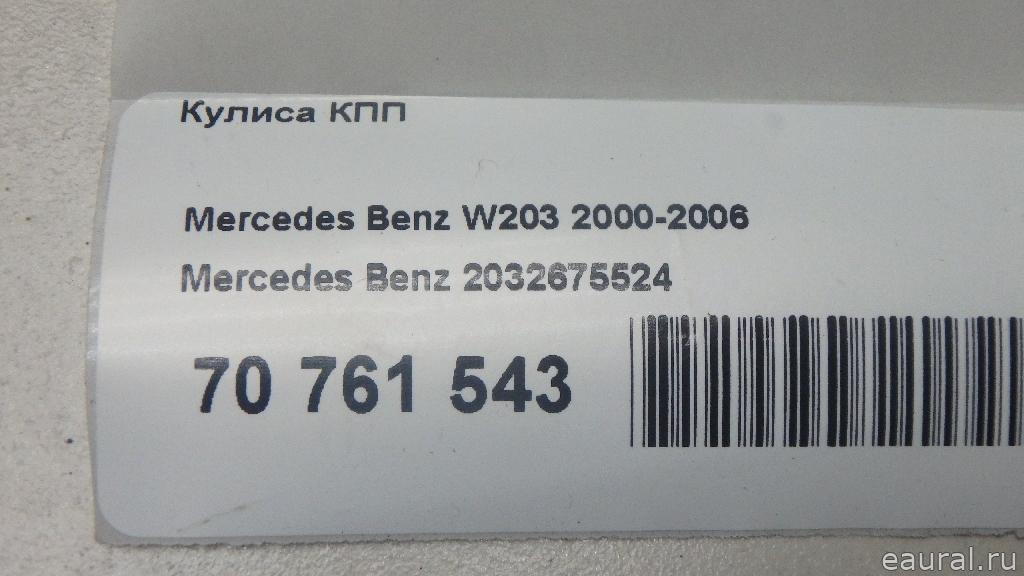 Кулиса КПП
Mercedes Benz W203 2000-2006
Mercedes Benz 2032675524
70 761 543
eaural.ru